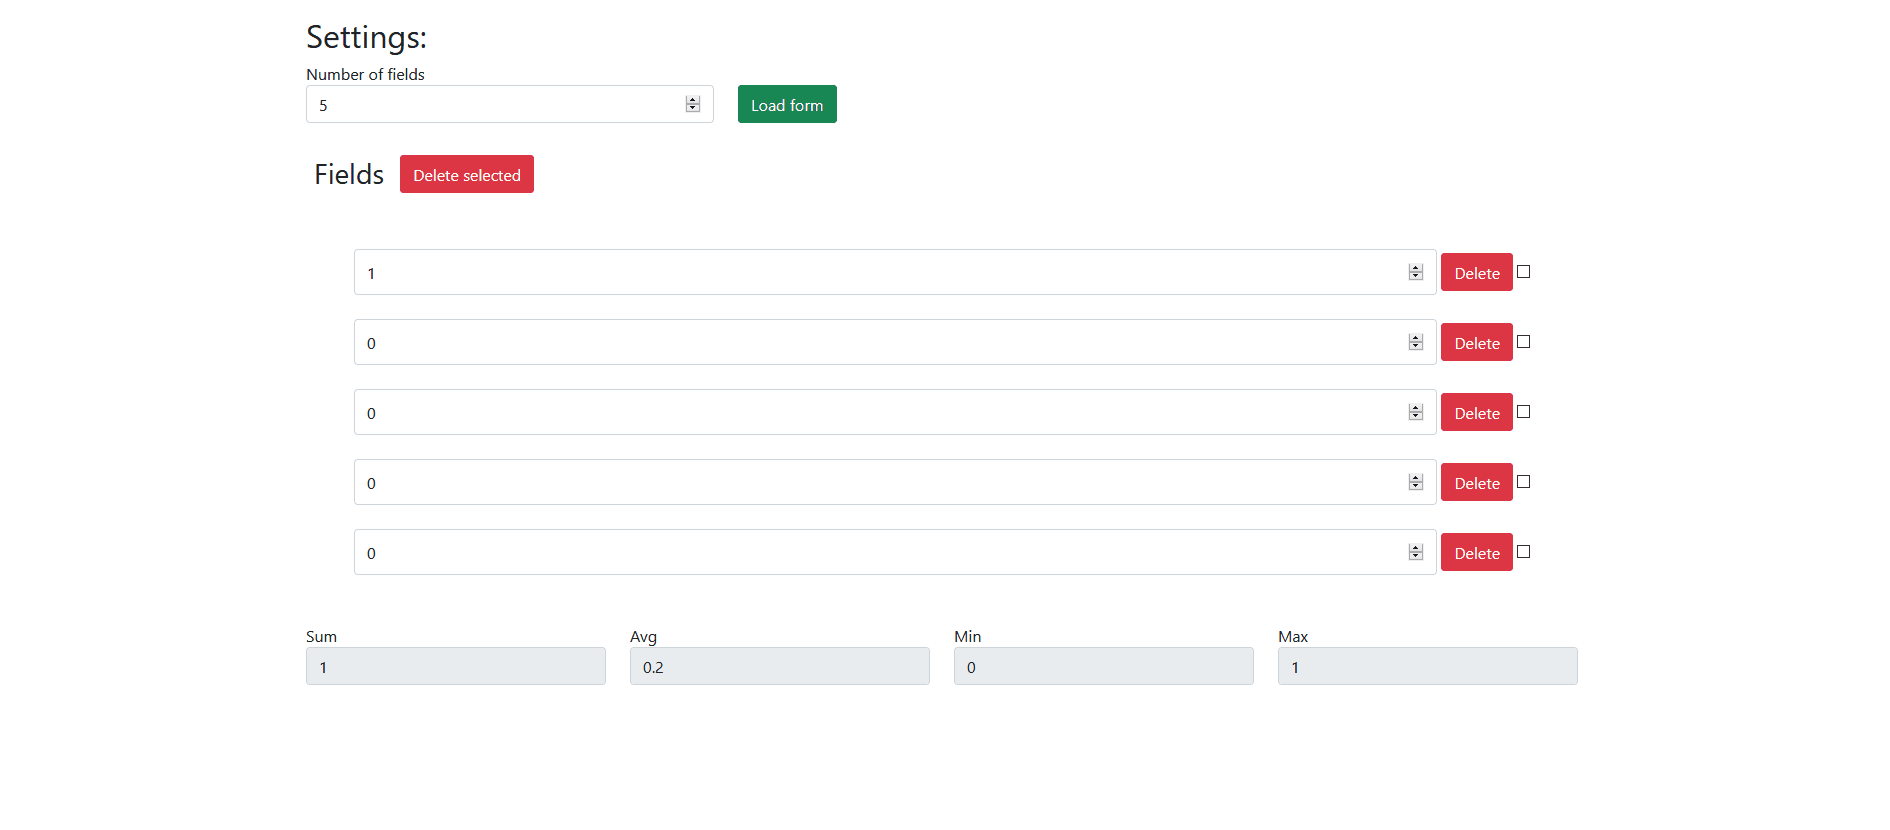 Settings:
Number of fields
5 Load form
Fields Delete selected
1 Delete
0 Delete
0 Delete
0 Delete
0 Delete
Sum Avg Min Max
1 0.2 0 1